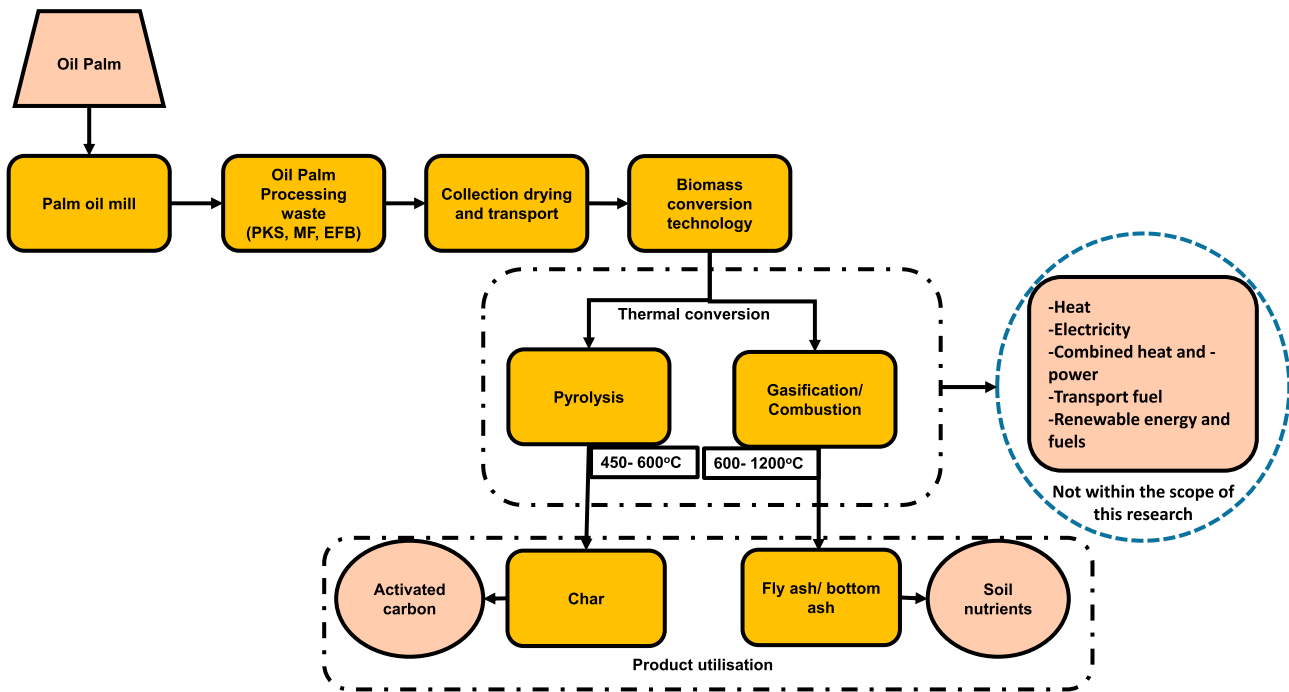 Oil Palm
Palm oil mill
Oil Palm
Processing
waste
(PKS, MF, EFB)
Collection drying
and transport
Biomass
conversion
technology
Thermal conversion
Pyrolysis
Gasification/
Combustion
450- 600°C
600- 1200°C
-Heat
-Electricity
-Combined heat and -
power
-Transport fuel
-Renewable energy and
fuels
Not within the scope of
this research
Activated
carbon
Char
Fly ash/ bottom
ash
Soil
nutrients
Product utilisation